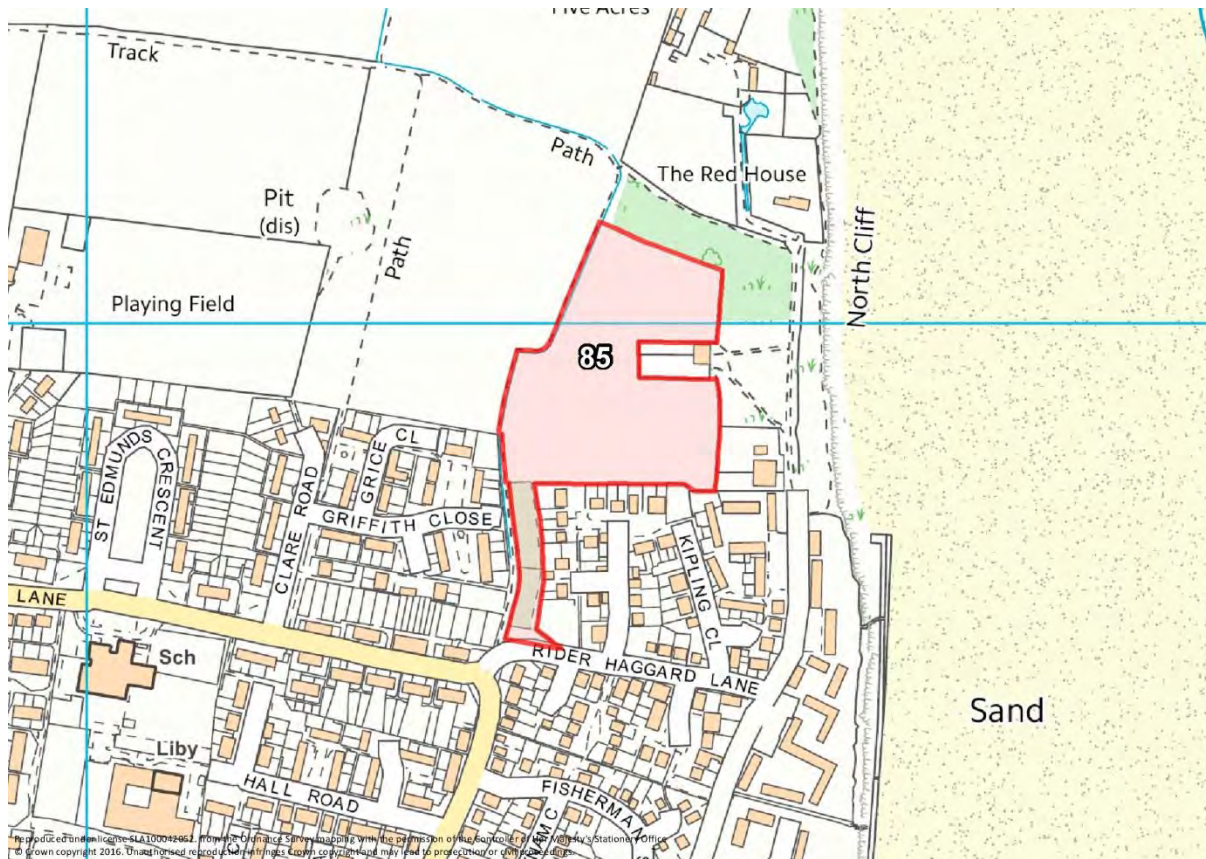 Five Acres
Track
Path
The Red House
Pit
(dis)
Path
North Cliff
Playing Field
85
ST EDMUNDS
CRESCENT
CLARE ROAD
GRICE
CL
GRIFFITH CLOSE
KIPLING CL
LANE
RIDER HAGGARD LANE
Sch
Sand
Liby
HALL ROAD
FISHERMAN
Reproduced under license SLA100042052. from the Ordnance Survey mapping with the permission of the Controller of Her Majesty's Stationery Office
© Crown copyright 2016. Unauthorised reproduction infringes Crown copyright and may lead to prosecution or civil proceedings.